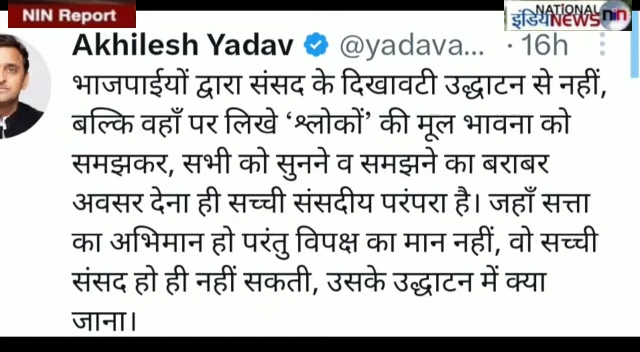 NIN Report
NATIONAL
इंडिया NEWS nin
Akhilesh Yadav @yadava... · 16h
भाजपाईयों द्वारा संसद के दिखावटी उद्घाटन से नहीं,
बल्कि वहाँ पर लिखे ‘श्लोकों’ की मूल भावना को
समझकर, सभी को सुनने व समझने का बराबर
अवसर देना ही सच्ची संसदीय परंपरा है। जहाँ सत्ता
का अभिमान हो परंतु विपक्ष का मान नहीं, वो सच्ची
संसद हो ही नहीं सकती, उसके उद्घाटन में क्या
जाना।